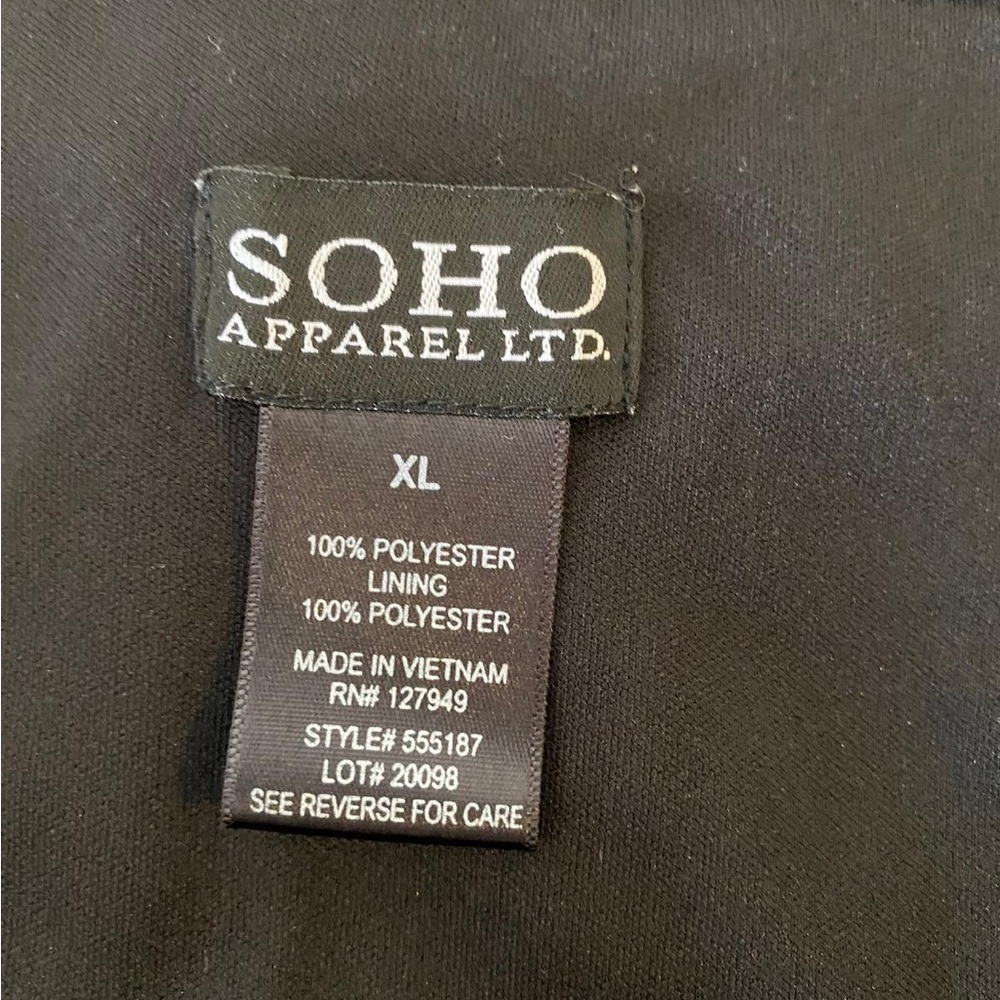 SOHO
APPAREL LTD.
XL
100% POLYESTER
LINING
100% POLYESTER
MADE IN VIETNAM
RN# 127949
STYLE# 555187
LOT# 20098
SEE REVERSE FOR CARE